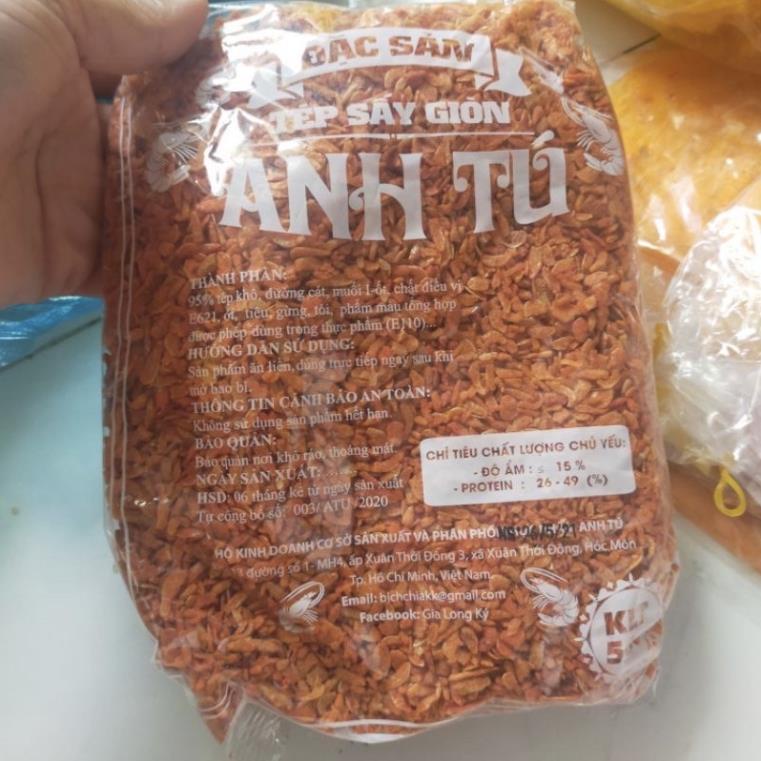 ĐẶC SẢN
TÉP SẤY GIÒN
ANH TÚ
THÀNH PHẦN:
95% tép khô, đường cát, muối I-ốt, chất điều vị
E621, ớt, tiêu, gừng, tỏi, phẩm màu tổng hợp
được phép dùng trong thực phẩm (E110)...
HƯỚNG DẪN SỬ DỤNG:
Sản phẩm ăn liền, dùng trực tiếp ngay sau khi
mở bao bì.
THÔNG TIN CẢNH BÁO AN TOÀN:
Không sử dụng sản phẩm hết hạn.
BẢO QUẢN:
Bảo quản nơi khô ráo, thoáng mát.
NGÀY SẢN XUẤT: ......
HSD: 06 tháng kể từ ngày sản xuất
Tự công bố số: 003/ ATU /2020
CHỈ TIÊU CHẤT LƯỢNG CHỦ YẾU:
- ĐỘ ẨM : ≤ 15 %
- PROTEIN : 26 - 49 (%)
HỘ KINH DOANH CƠ SỞ SẢN XUẤT VÀ PHÂN PHỐI ANH TÚ
đường số 1- MH4, ấp Xuân Thới Đông 3, xã Xuân Thới Đông, Hóc Môn
Tp. Hồ Chí Minh, Việt Nam.
Email: bichchiakk@gmail.com
Facebook: Gia Long Ký
5